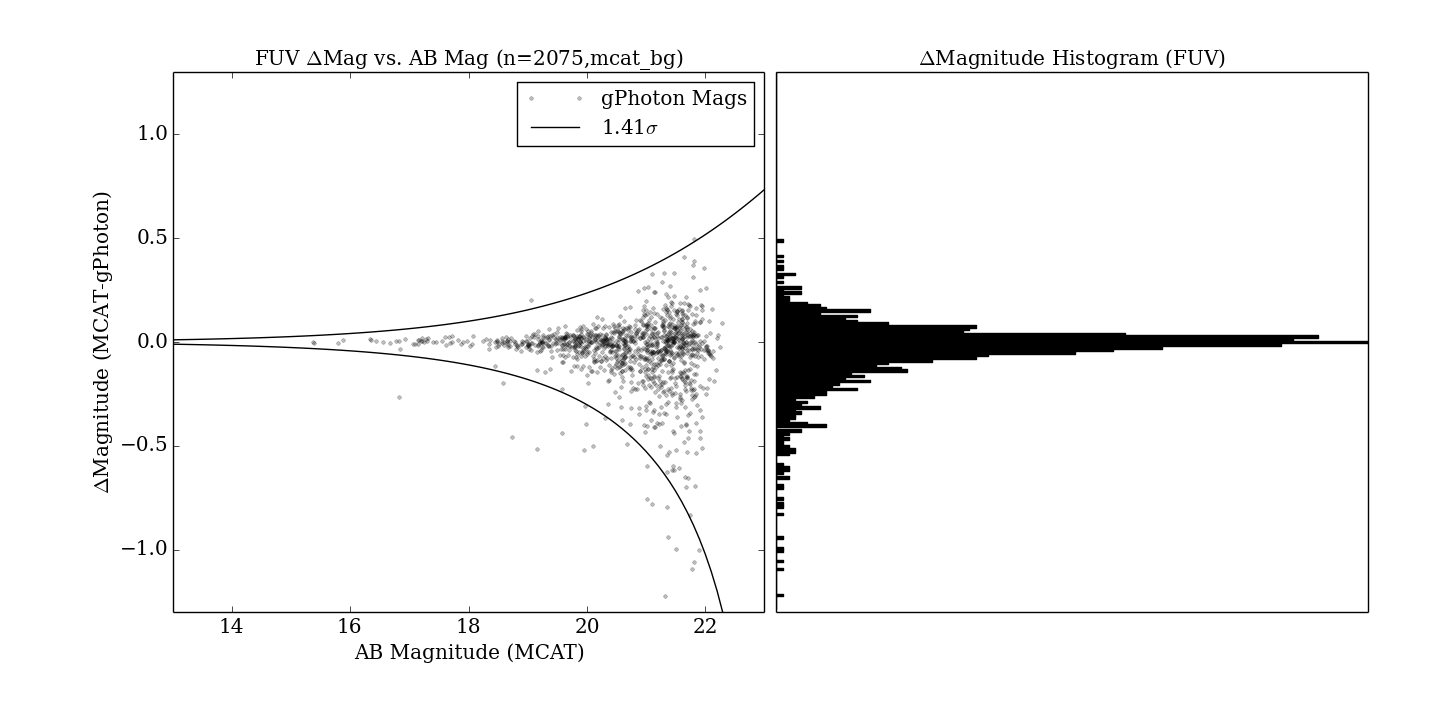 FUV ΔMag vs. AB Mag (n=2075,mcat_bg)
ΔMagnitude Histogram (FUV)
gPhoton Mags
1.41σ
ΔMagnitude (MCAT-gPhoton)
1.0
0.5
0.0
−0.5
−1.0
14 16 18 20 22
AB Magnitude (MCAT)